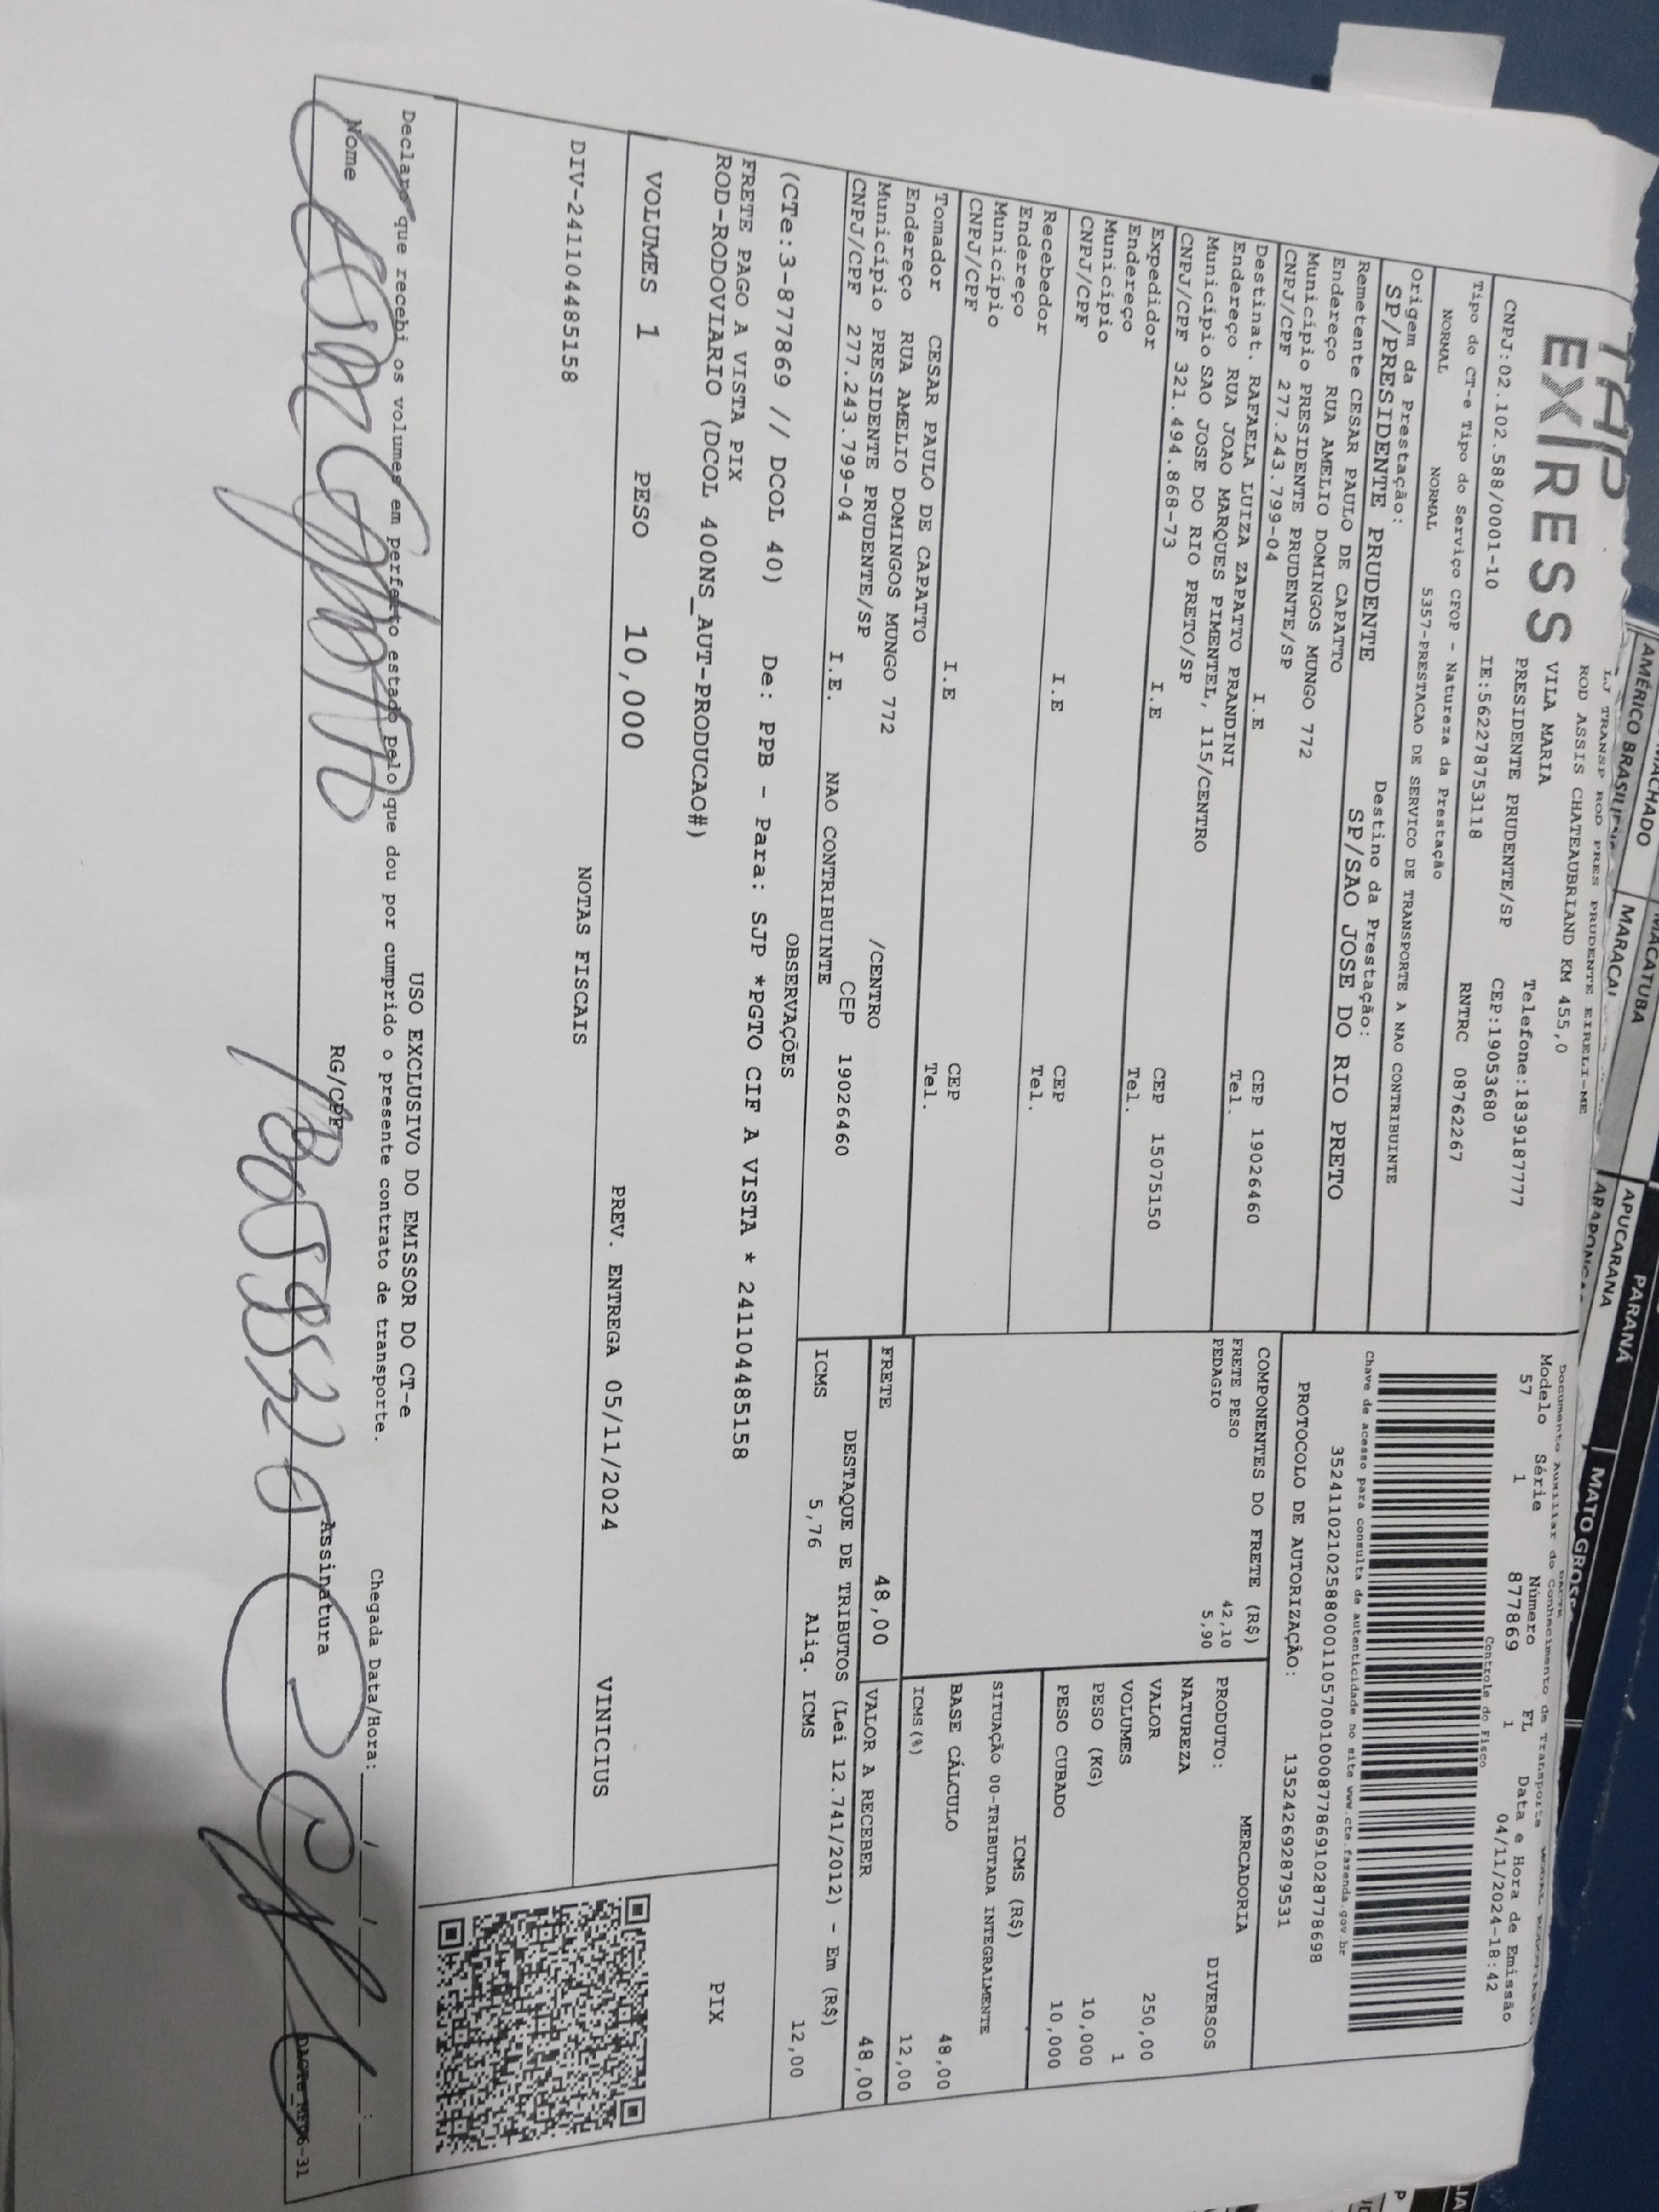 THP
EXPRESS
LJ TRANSP ROD PRES PRUDENTE EIRELI-ME
ROD ASSIS CHATEAUBRIAND KM 455,0
VILA MARIA
PRESIDENTE PRUDENTE/SP Telefone:1839187777
CNPJ:02.102.588/0001-10 IE:562278753118 CEP:19053680
RNTRC 08762267
Tipo do CT-e Tipo do Serviço CFOP - Natureza da Prestação
NORMAL NORMAL 5357-PRESTACAO DE SERVICO DE TRANSPORTE A NAO CONTRIBUINTE
Origem da Prestação: Destino da Prestação:
SP/PRESIDENTE PRUDENTE SP/SAO JOSE DO RIO PRETO
Documento Auxiliar do Conhecimento de Transporte
Modelo Série Número FL Data e Hora de Emissão
57 1 877869 1 04/11/2024-18:42
Controle do Fisco
Chave de acesso para consulta de autenticidade no site www.cte.fazenda.gov.br
35241102102588000110570010008778691028778698
PROTOCOLO DE AUTORIZAÇÃO: 135242692879531
Remetente CESAR PAULO DE CAPATTO
Endereço RUA AMELIO DOMINGOS MUNGO 772
Município PRESIDENTE PRUDENTE/SP CEP 19026460
CNPJ/CPF 277.243.799-04 I.E Tel.
Destinat. RAFAELA LUIZA ZAPATTO PRANDINI
Endereço RUA JOAO MARQUES PIMENTEL, 115/CENTRO
Município SAO JOSE DO RIO PRETO/SP CEP 15075150
CNPJ/CPF 321.494.868-73 I.E Tel.
Expedidor
Endereço
Município CEP
CNPJ/CPF I.E Tel.
Recebedor
Endereço
Município CEP
CNPJ/CPF I.E Tel.
Tomador CESAR PAULO DE CAPATTO
Endereço RUA AMELIO DOMINGOS MUNGO 772 /CENTRO
Município PRESIDENTE PRUDENTE/SP CEP 19026460
CNPJ/CPF 277.243.799-04 I.E. NAO CONTRIBUINTE
COMPONENTES DO FRETE (R$)
FRETE PESO 42,10
PEDAGIO 5,90
MERCADORIA
PRODUTO: DIVERSOS
NATUREZA
VALOR 250,00
VOLUMES 1
PESO (KG) 10,000
PESO CUBADO 10,000
ICMS (R$)
SITUAÇÃO 00-TRIBUTADA INTEGRALMENTE
BASE CÁLCULO 48,00
ICMS(%) 12,00
FRETE 48,00 VALOR A RECEBER 48,00
DESTAQUE DE TRIBUTOS (Lei 12.741/2012) - Em (R$)
ICMS 5,76 Aliq. ICMS 12,00
OBSERVAÇÕES
(CTe:3-877869 // DCOL 40) De: PPB - Para: SJP *PGTO CIF A VISTA * 241104485158
FRETE PAGO A VISTA PIX
ROD-RODOVIARIO (DCOL 400NS_AUT-PRODUCAO#)
PIX
VOLUMES 1 PESO 10,000 PREV. ENTREGA 05/11/2024 VINICIUS
NOTAS FISCAIS
DIV-241104485158
USO EXCLUSIVO DO EMISSOR DO CT-e
Declaro que recebi os volumes em perfeito estado pelo que dou por cumprido o presente contrato de transporte. Chegada Data/Hora: __/__/__ __:__
Nome RG/CPF Assinatura
AMÉRICO BRASILIENSE
MARACAI
MACATUBA
APUCARANA
ARAPONGAS
PARANÁ